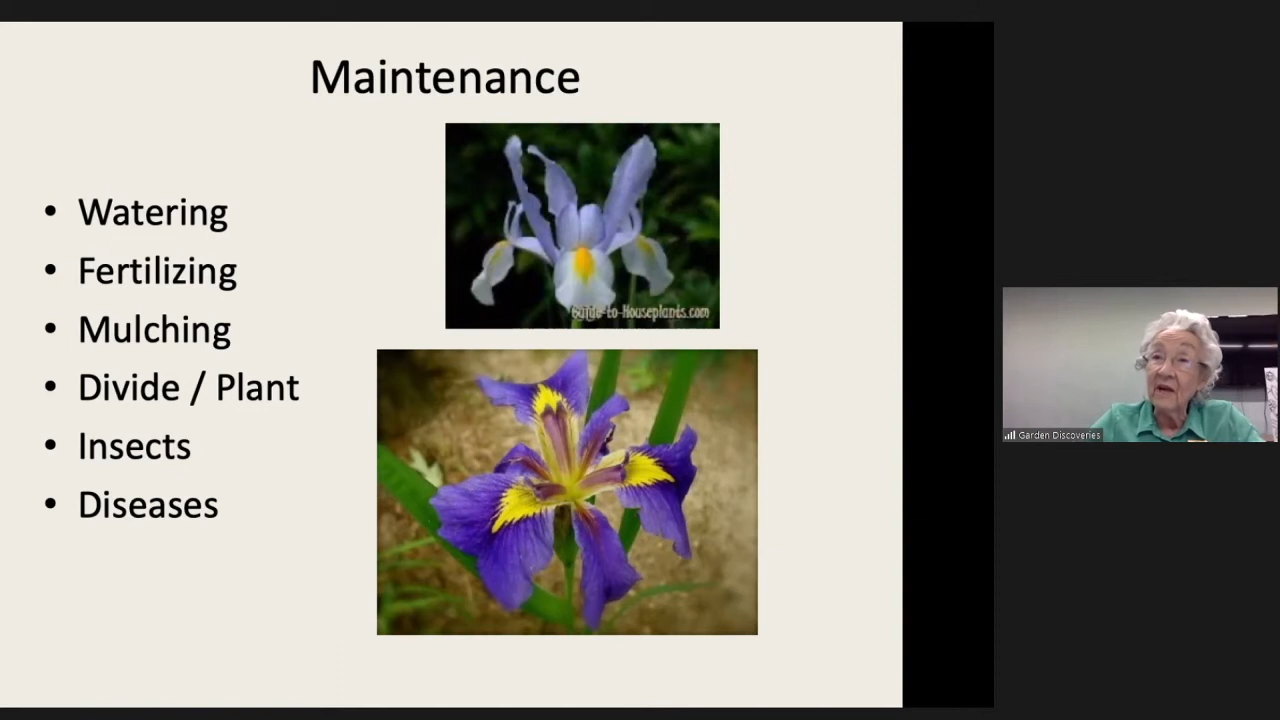 Maintenance
• Watering
• Fertilizing
• Mulching
• Divide / Plant
• Insects
• Diseases
Guide-to-Houseplants.com
Garden Discoveries